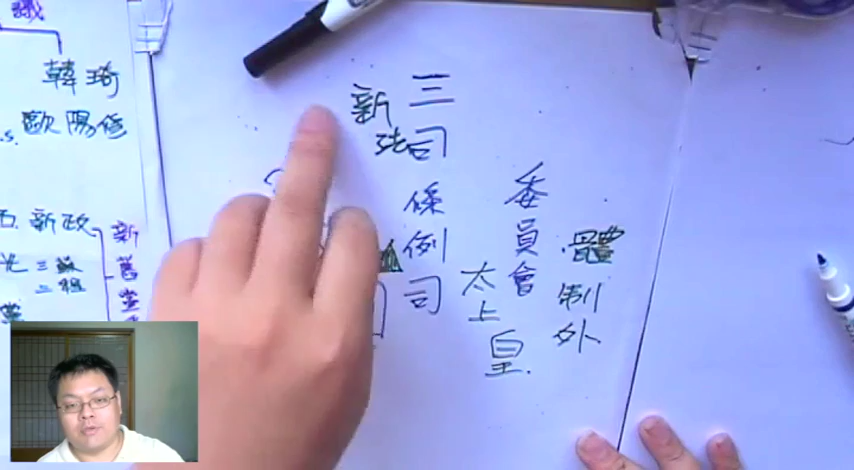 議
韓琦
歐陽修
新政
新舊
三蘇
二程
新法
三司條例司
委員會
太上皇.
體制外